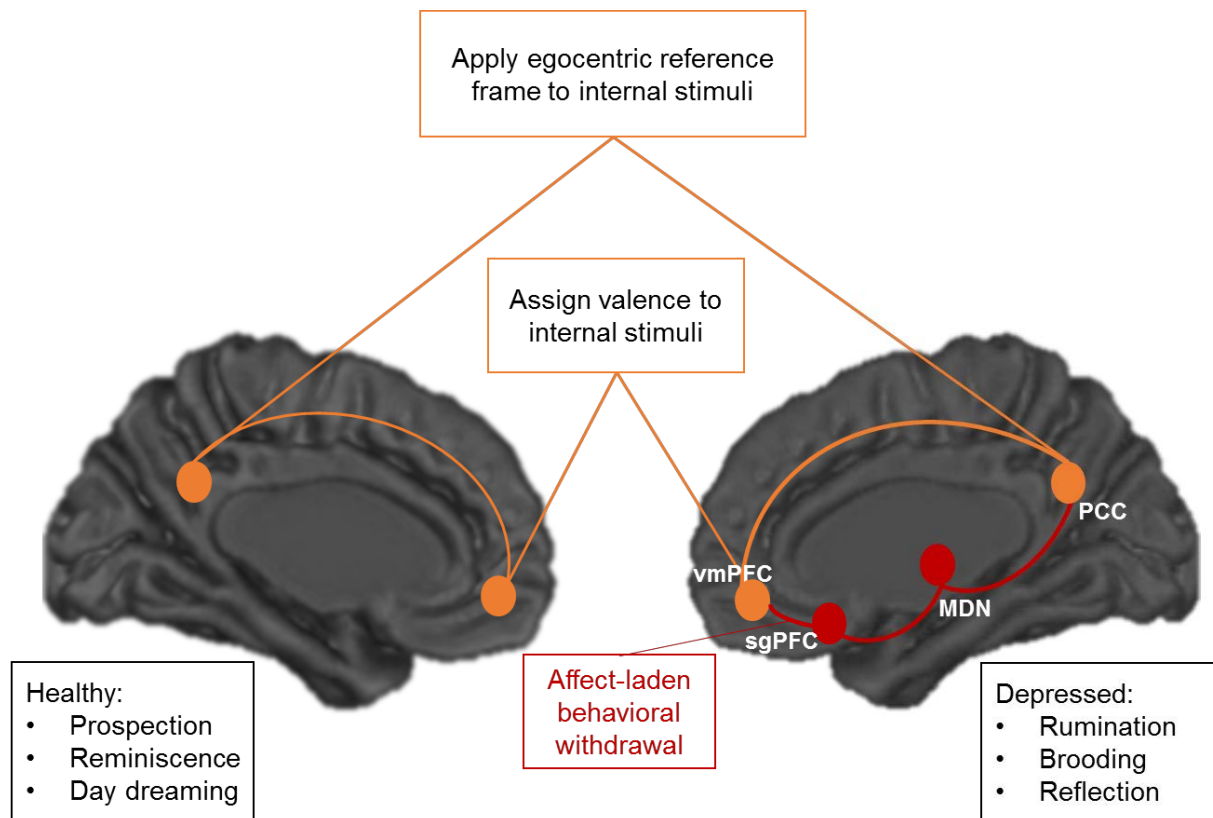 Apply egocentric reference
frame to internal stimuli
Assign valence to
internal stimuli
PCC
vmPFC
MDN
sgPFC
Affect-laden
behavioral
withdrawal
Healthy:
• Prospection
• Reminiscence
• Day dreaming
Depressed:
• Rumination
• Brooding
• Reflection